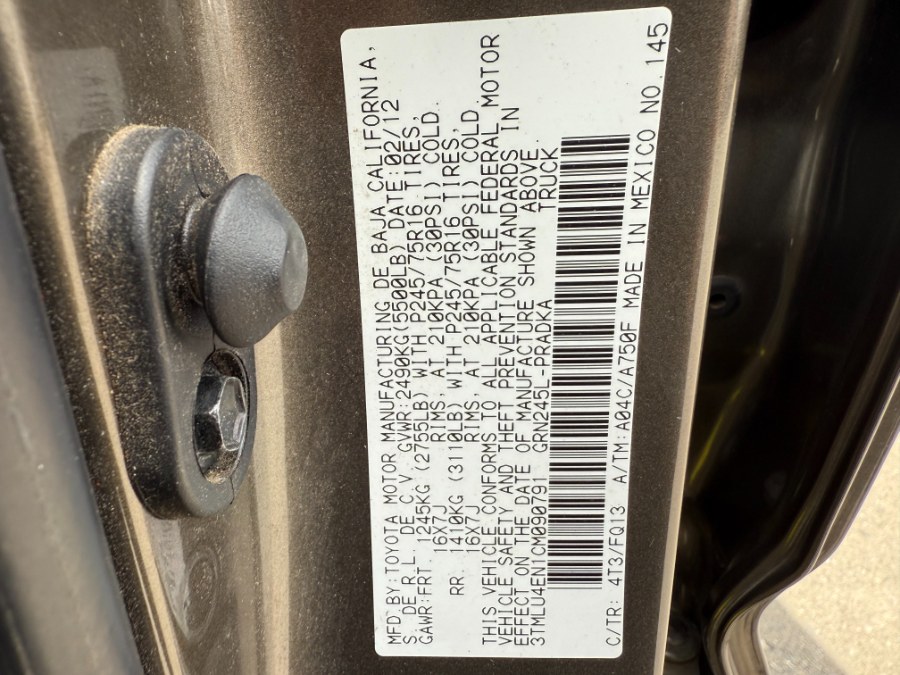 MFD.BY:TOYOTA MOTOR MANUFACTURING DE BAJA CALIFORNIA,
S. DE R.L. DE C.V. GVWR:2490KG(5500LB) DATE:02/12
GAWR:FRT. 1245KG (2755LB) WITH P245/75R16 TIRES,
16X7J RIMS, AT 210KPA (30PSI) COLD.
RR. 1410KG (3110LB) WITH P245/75R16 TIRES,
16X7J RIMS, AT 210KPA (30PSI) COLD.
THIS VEHICLE CONFORMS TO ALL APPLICABLE FEDERAL MOTOR
VEHICLE SAFETY AND THEFT PREVENTION STANDARDS IN
EFFECT ON THE DATE OF MANUFACTURE SHOWN ABOVE.
3TMLU4EN1CM090791 GRN245L-PRADKA TRUCK
C/TR: 4T3/FQ13 A/TM:A04C/A750F MADE IN MEXICO NO.145